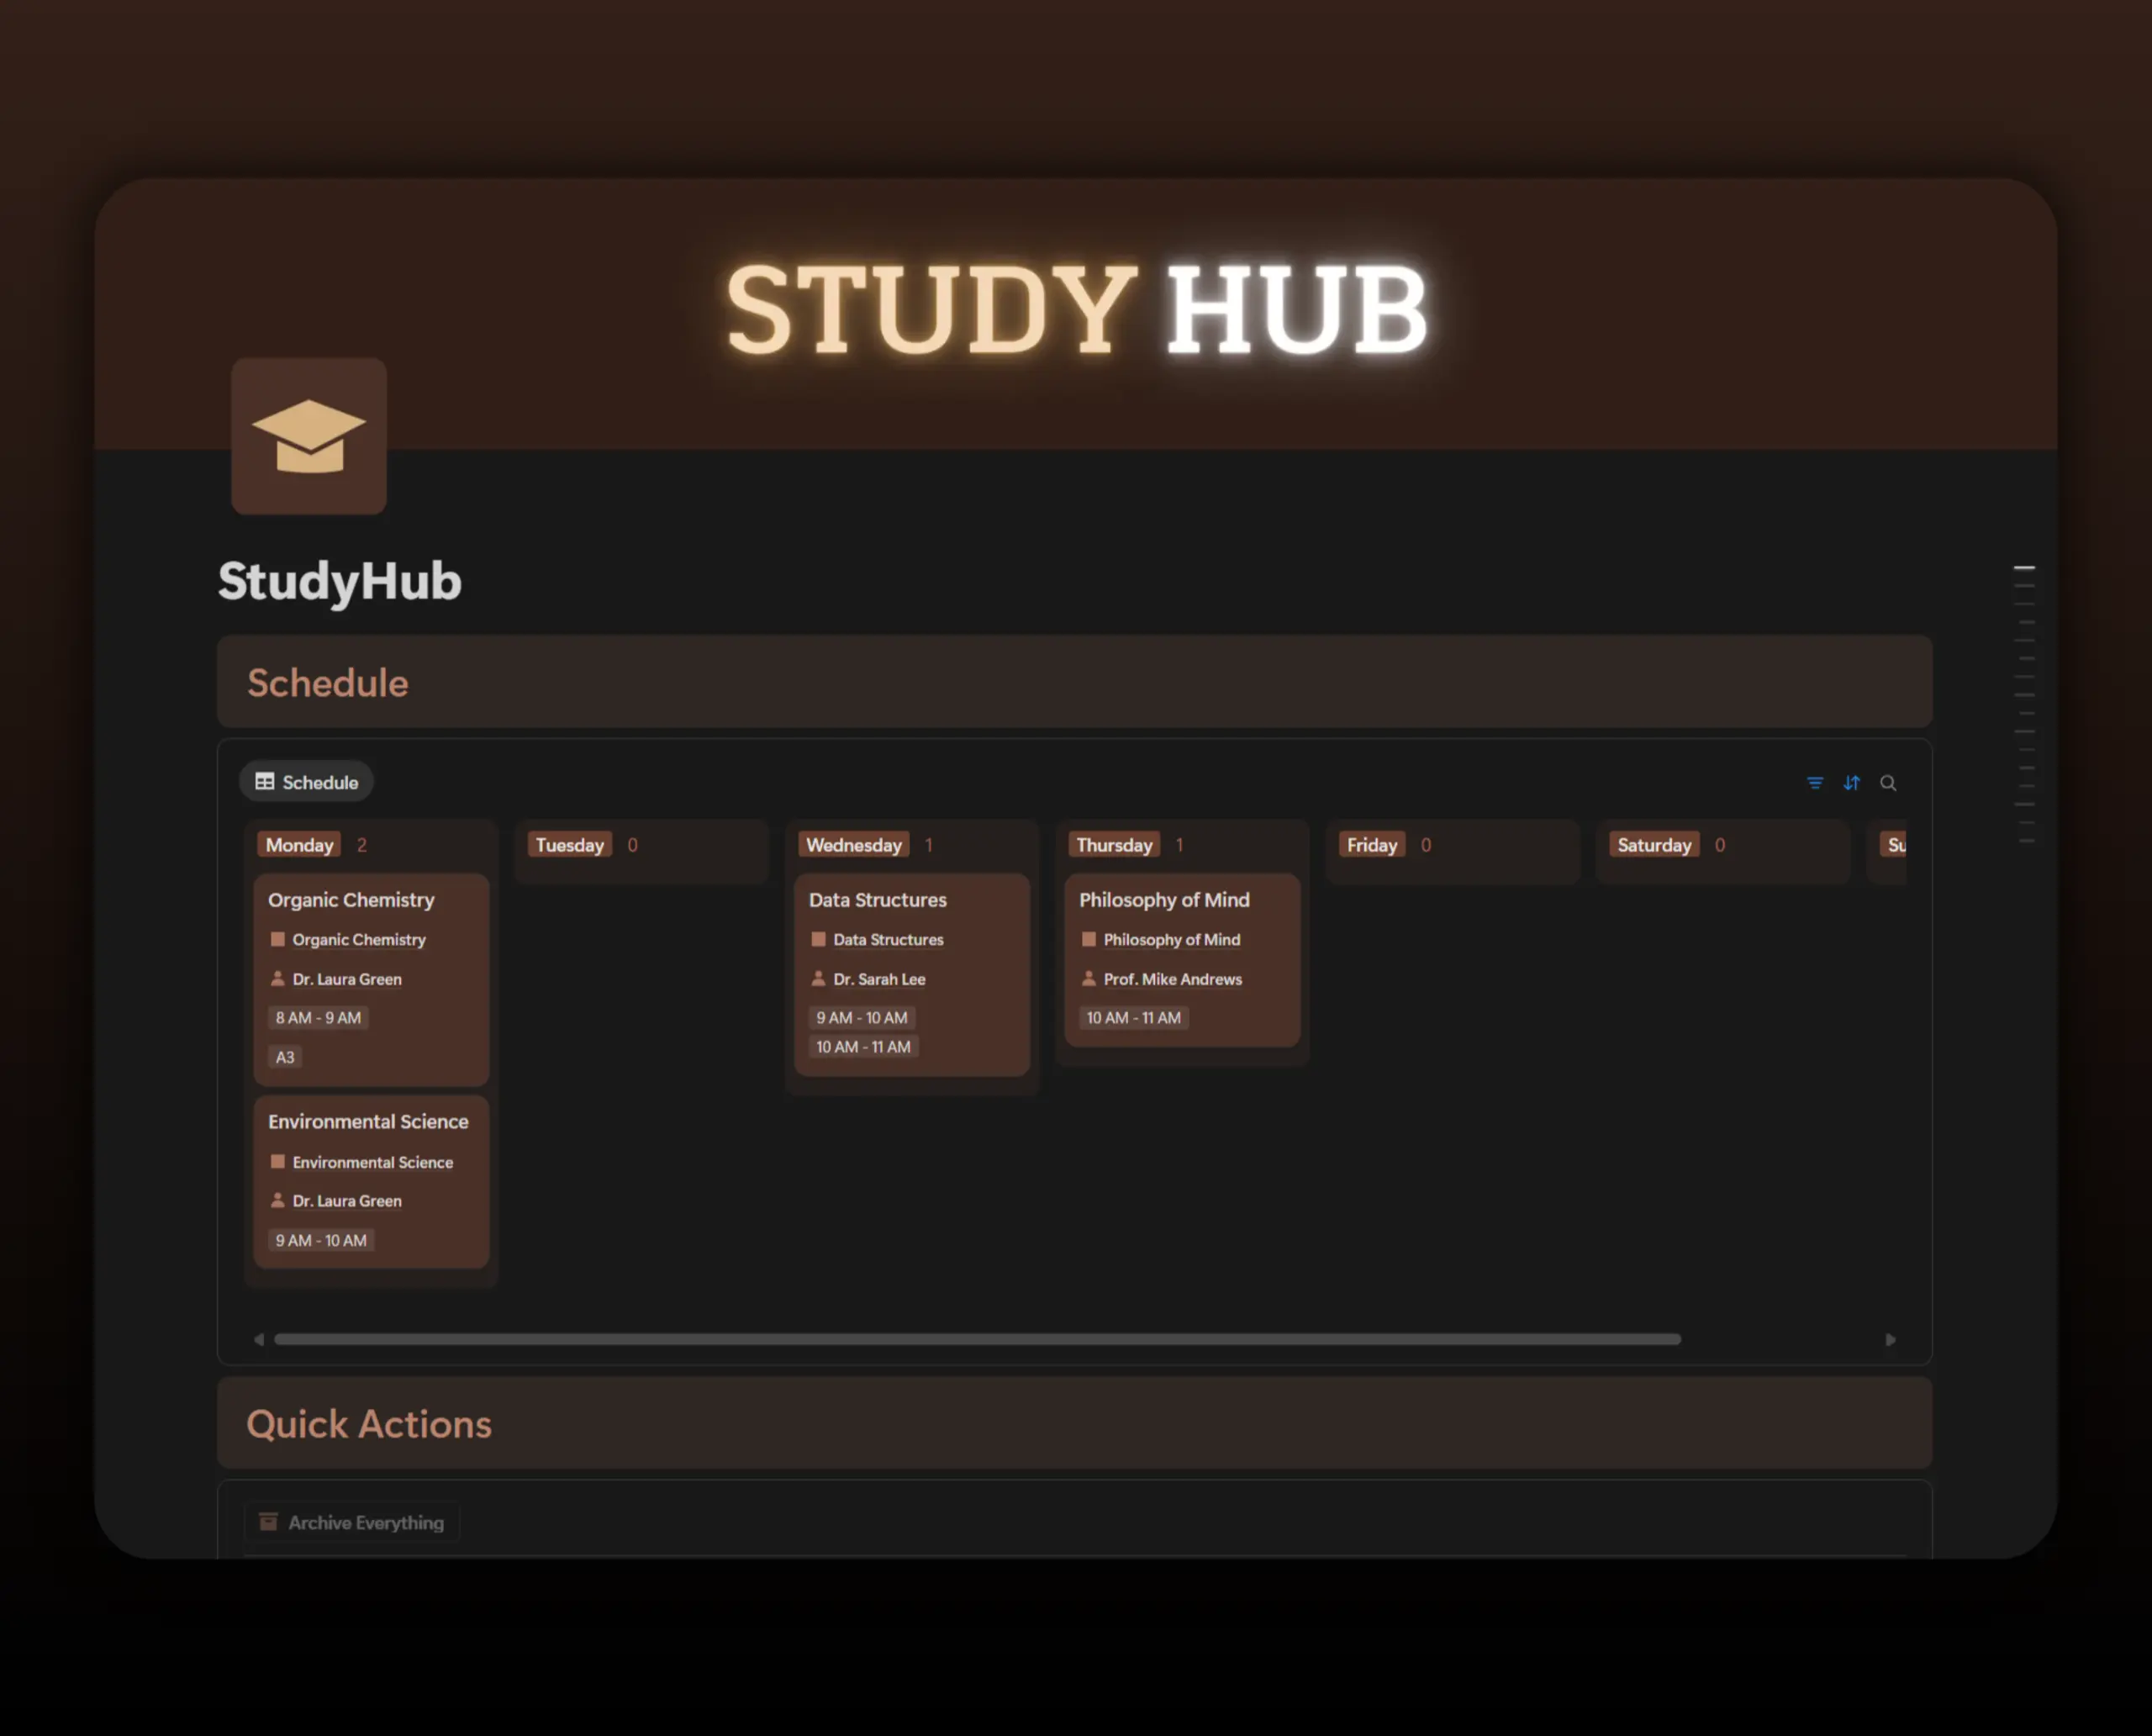 STUDY HUB
StudyHub
Schedule
Schedule
Monday 2
Organic Chemistry
Organic Chemistry
Dr. Laura Green
8 AM - 9 AM
A3
Environmental Science
Environmental Science
Dr. Laura Green
9 AM - 10 AM
Tuesday 0
Wednesday 1
Data Structures
Data Structures
Dr. Sarah Lee
9 AM - 10 AM
10 AM - 11 AM
Thursday 1
Philosophy of Mind
Philosophy of Mind
Prof. Mike Andrews
10 AM - 11 AM
Friday 0
Saturday 0
Su
Quick Actions
Archive Everything